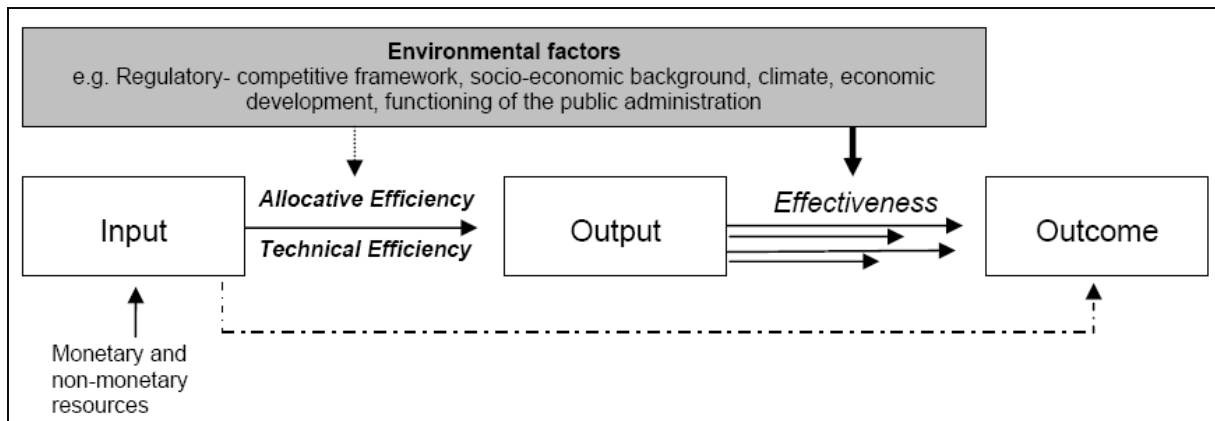 Environmental factors
e.g. Regulatory- competitive framework, socio-economic background, climate, economic
development, functioning of the public administration
Input
Allocative Efficiency
Technical Efficiency
Output
Effectiveness
Outcome
Monetary and
non-monetary
resources